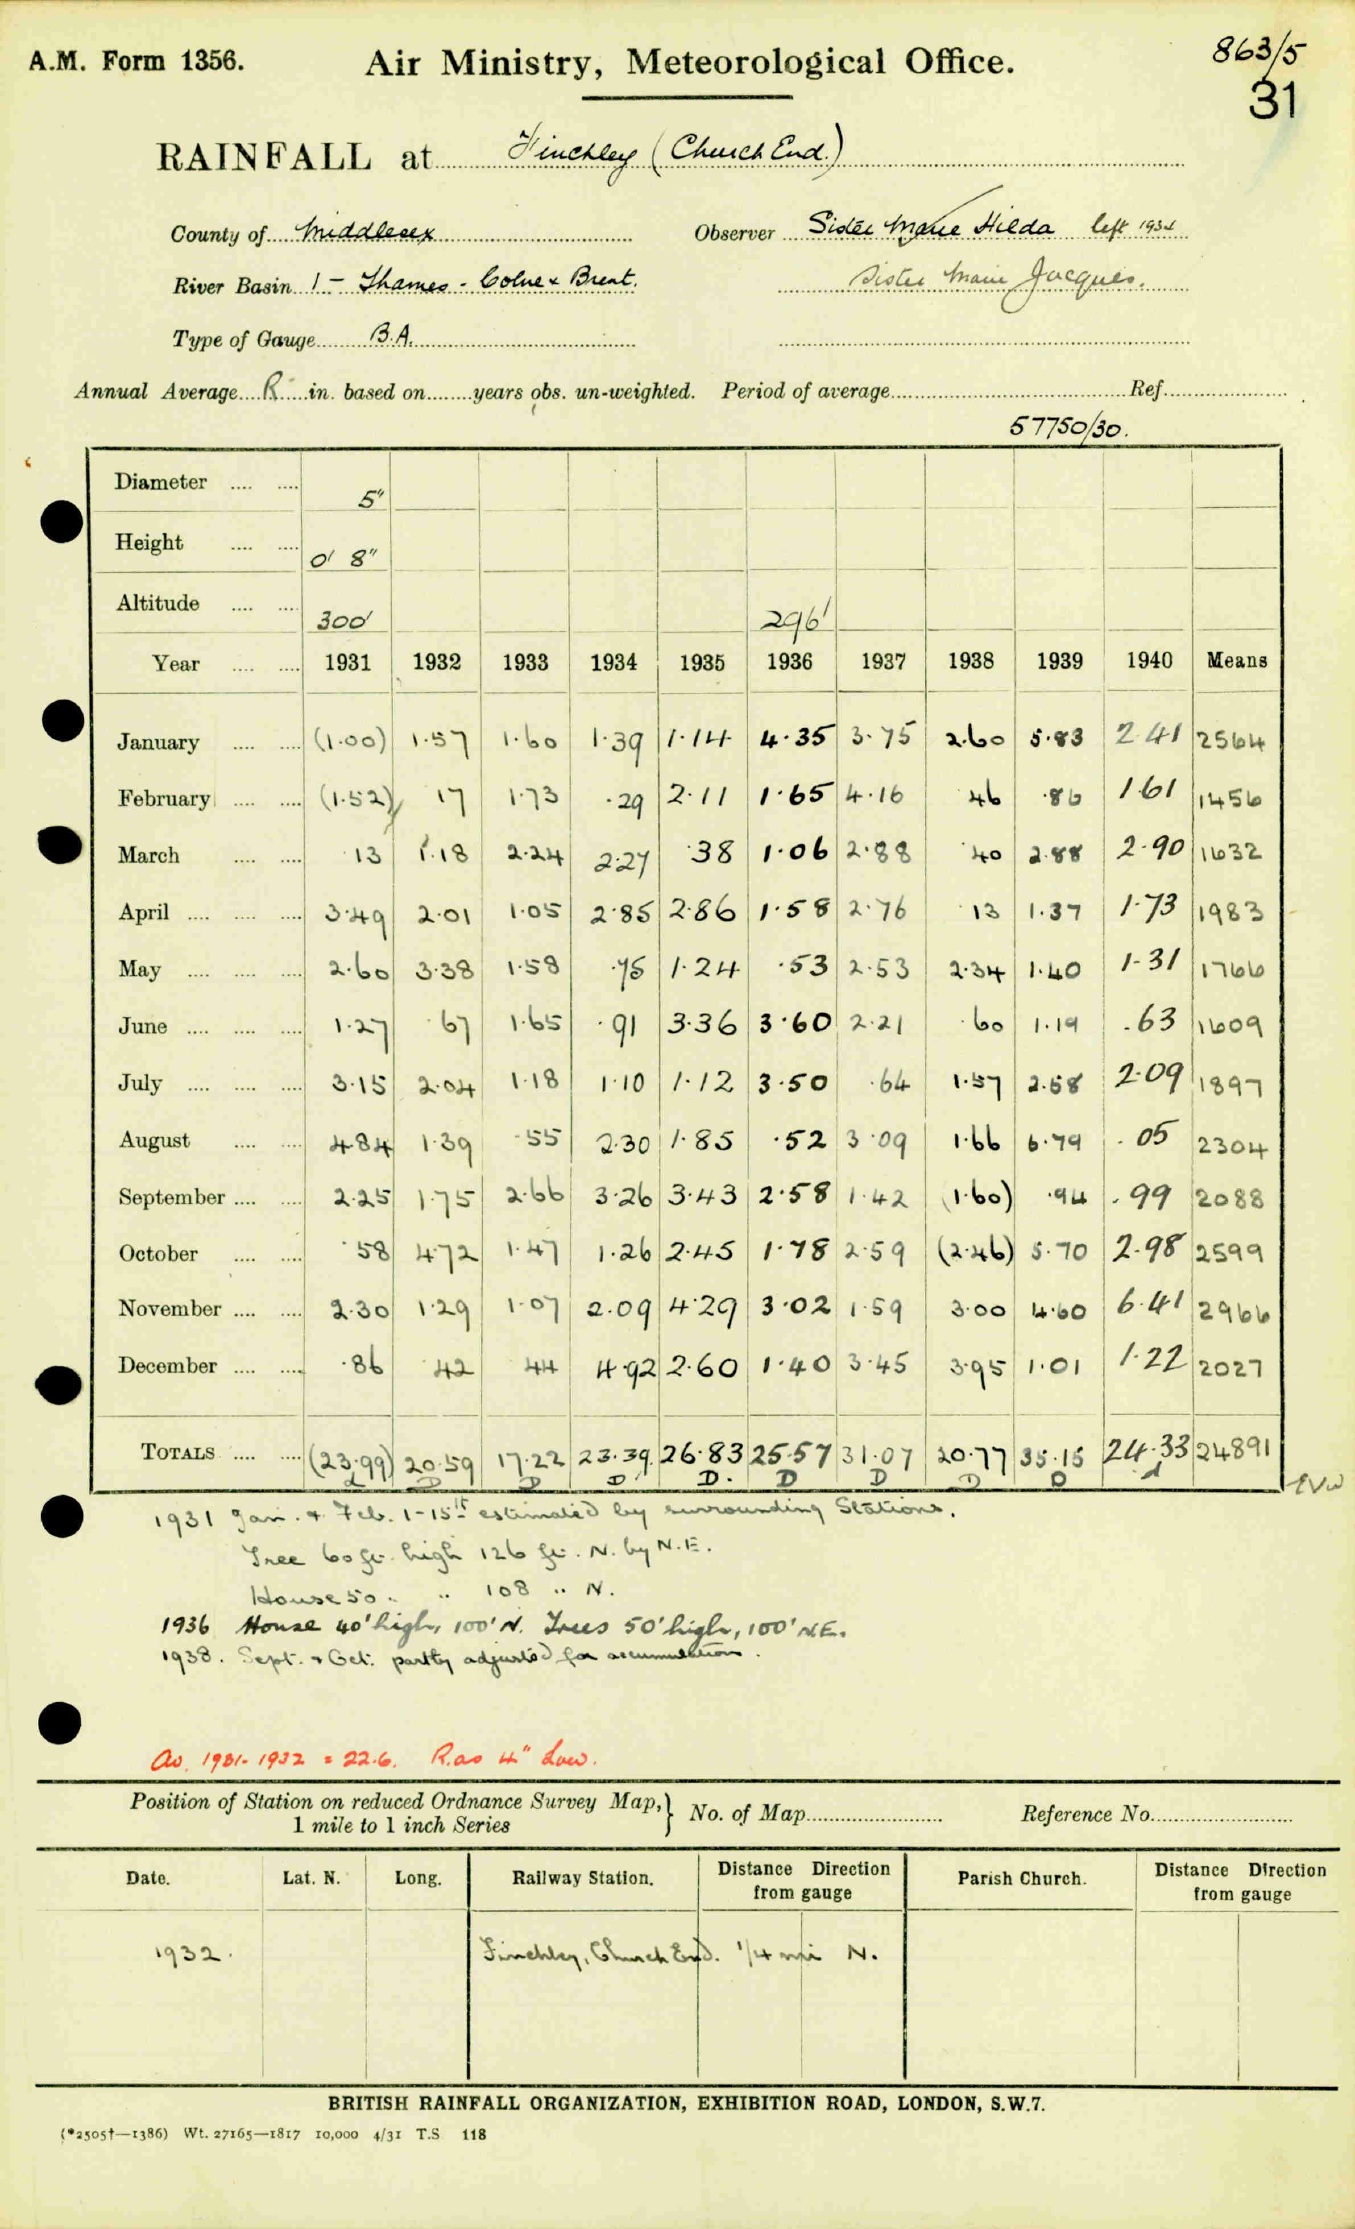 A.M. Form 1356. Air Ministry, Meteorological Office. 863/5
31
RAINFALL at Finchley (Church End.)
County of Middlesex Observer Sister Marie Hilda left 1934
River Basin 1 - Thames - Colne & Brent. Sister Marie Jacques.
Type of Gauge B.A.
Annual Average R in. based on years obs. un-weighted. Period of average Ref.
57750/30.
Diameter 5"
Height 0' 8"
Altitude 300' 296'
Year 1931 1932 1933 1934 1935 1936 1937 1938 1939 1940 Means
January (1.00) 1.57 1.60 1.39 1.14 4.35 3.75 2.60 5.83 2.41 2564
February (1.52) 17 1.73 .29 2.11 1.65 4.16 46 .86 1.61 1456
March 13 1.18 2.24 2.27 .38 1.06 2.88 40 2.88 2.90 1632
April 3.49 2.01 1.05 2.85 2.86 1.58 2.76 13 1.37 1.73 1983
May 2.60 3.38 1.58 .75 1.24 .53 2.53 2.34 1.40 1.31 1766
June 1.27 67 1.65 .91 3.36 3.60 2.21 .60 1.19 .63 1609
July 3.15 2.04 1.18 1.10 1.12 3.50 .64 1.57 2.58 2.09 1897
August 4.84 1.39 .55 2.30 1.85 .52 3.09 1.66 6.79 .05 2304
September 2.25 1.75 2.66 3.26 3.43 2.58 1.42 (1.60) .94 .99 2088
October .58 4.72 1.47 1.26 2.45 1.78 2.59 (2.46) 5.70 2.98 2599
November 2.30 1.29 1.07 2.09 4.29 3.02 1.59 3.00 4.60 6.41 2966
December .86 42 44 4.92 2.60 1.40 3.45 3.95 1.01 1.22 2027
TOTALS (23.99) 20.59 17.22 23.39 26.83 25.57 31.07 20.77 35.15 24.33 24891
D D D D. D D D D
1931 Jan. & Feb. 1-15th estimated by surrounding Stations.
Tree 60 ft. high 126 ft. N. by N.E.
House 50 " " 108 " N.
1936 House 40' high, 100' N. Trees 50' high, 100' N.E.
1938. Sept. & Oct. partly adjusted for accumulation.
Av. 1931-1932 = 22.6. R. as 4" Low.
Position of Station on reduced Ordnance Survey Map, 1 mile to 1 inch Series } No. of Map Reference No.
Date. Lat. N. Long. Railway Station. Distance Direction from gauge Parish Church. Distance Direction from gauge
1932. Finchley, Church End. 1/4 mi N.
BRITISH RAINFALL ORGANIZATION, EXHIBITION ROAD, LONDON, S.W.7.
(*2505†—1386) Wt. 27165—1817 10,000 4/31 T.S 118